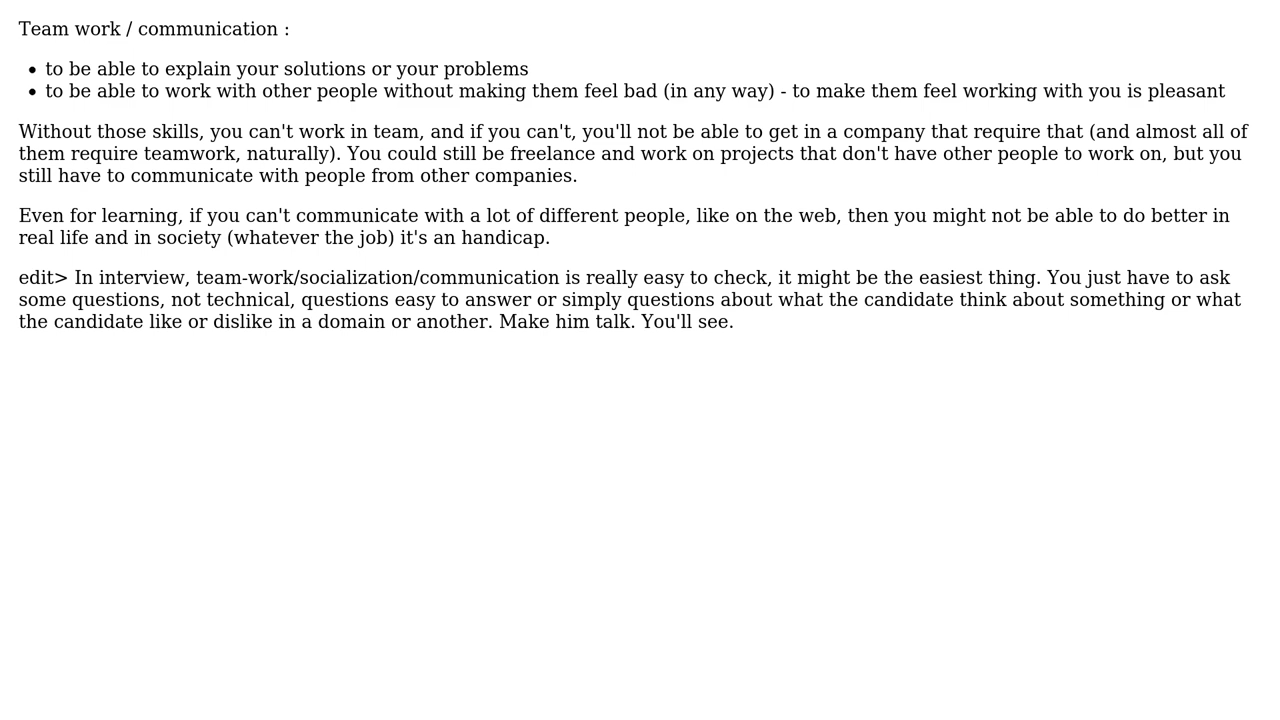 Team work / communication :
• to be able to explain your solutions or your problems
• to be able to work with other people without making them feel bad (in any way) - to make them feel working with you is pleasant
Without those skills, you can't work in team, and if you can't, you'll not be able to get in a company that require that (and almost all of
them require teamwork, naturally). You could still be freelance and work on projects that don't have other people to work on, but you
still have to communicate with people from other companies.
Even for learning, if you can't communicate with a lot of different people, like on the web, then you might not be able to do better in
real life and in society (whatever the job) it's an handicap.
edit> In interview, team-work/socialization/communication is really easy to check, it might be the easiest thing. You just have to ask
some questions, not technical, questions easy to answer or simply questions about what the candidate think about something or what
the candidate like or dislike in a domain or another. Make him talk. You'll see.